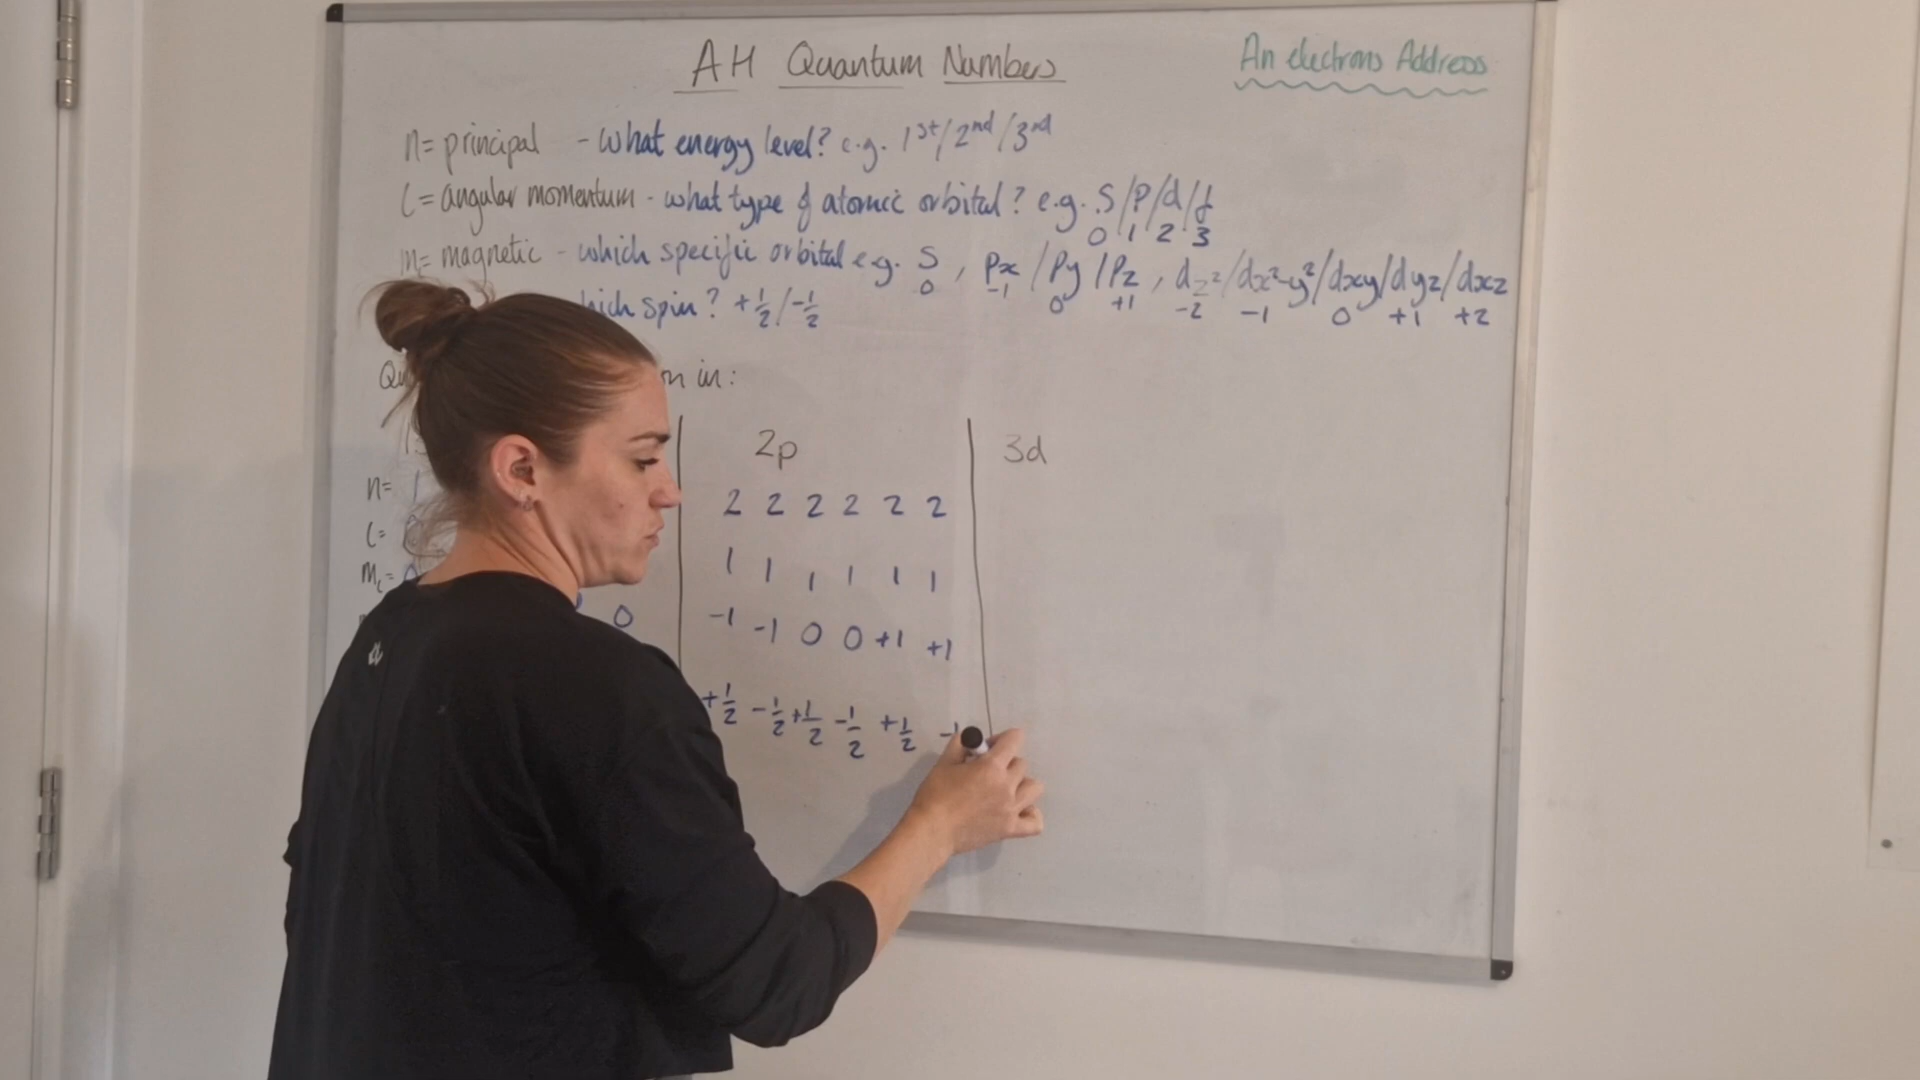 AH Quantum Numbers
An electrons Address
n= principal - what energy level? e.g. 1st/2nd/3rd
l= angular momentum - what type of atomic orbital? e.g. S/P/d/f
0 1 2 3
magnetic - which specific orbital e.g. S, Px/Py/Pz, dz²/dx²-y²/dxy/dyz/dxz
0 -1 0 +1 -2 -1 0 +1 +2
spin? +1/2/-1/2
in:
2p 3d
n= 1 2 2 2 2 2 2
l= 1 1 1 1 1 1
ml= 0
0 -1 -1 0 0 +1 +1
+1/2 -1/2 +1/2 -1/2 +1/2